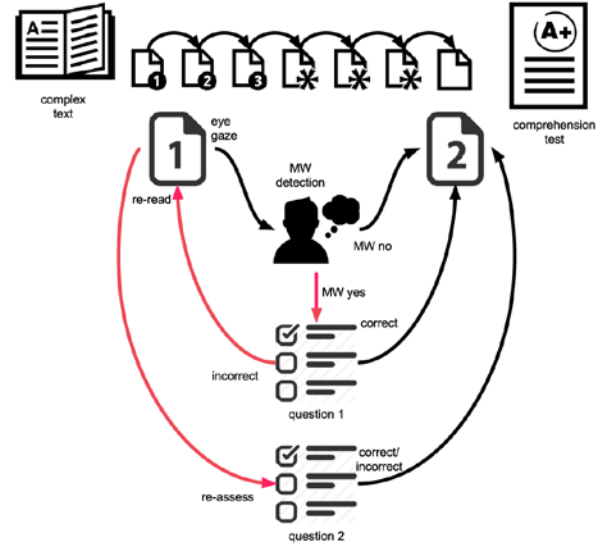 A
A+
1
2
3
complex
text
comprehension
test
eye
gaze
1
2
MW
detection
re-read
MW no
MW yes
correct
incorrect
question 1
correct/
incorrect
re-assess
question 2